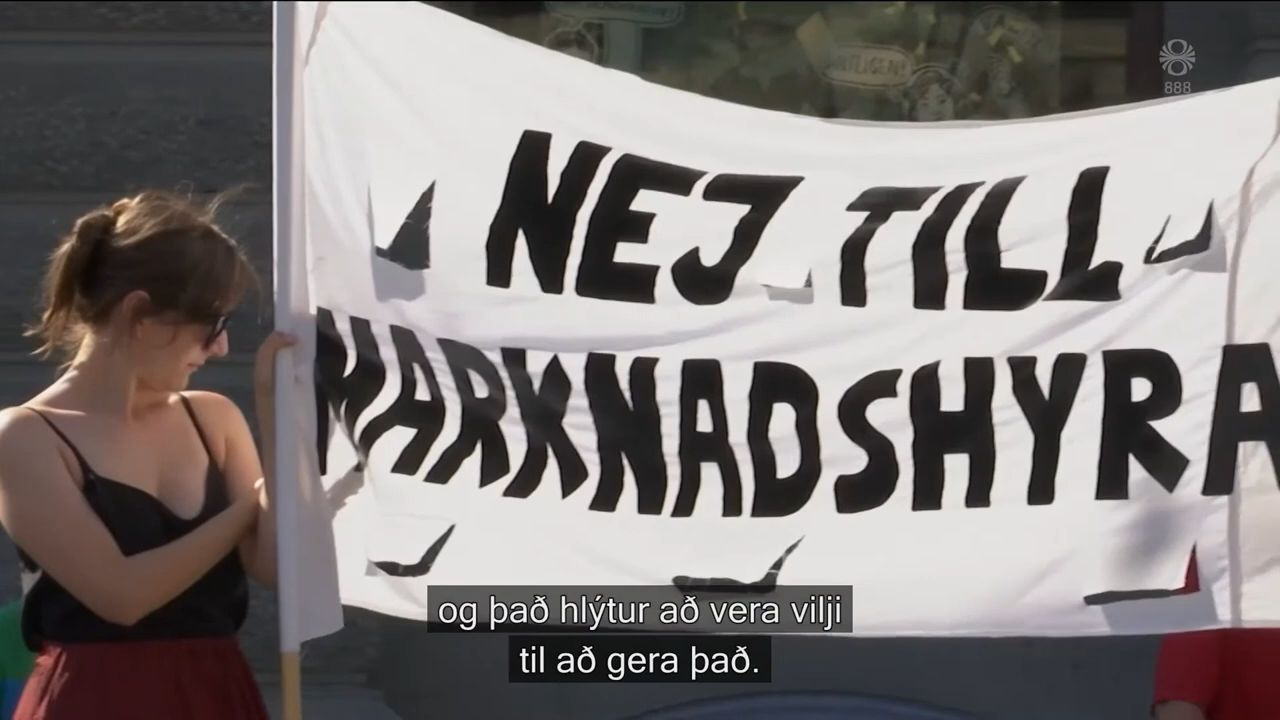 888
NEJ TILL
MARKNADSHYRA
og það hlýtur að vera vilji
til að gera það.